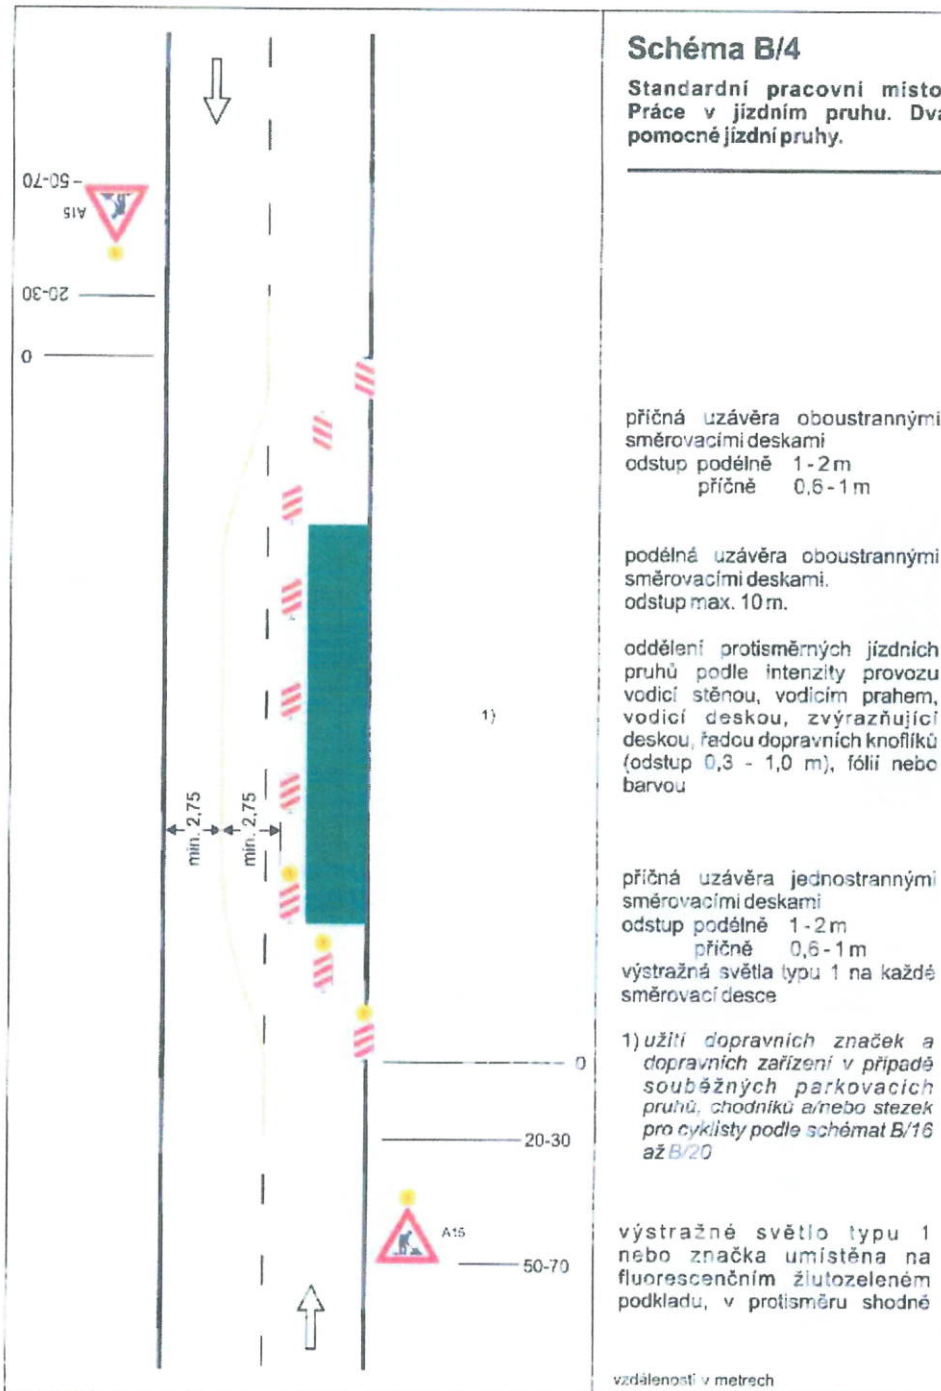 Schéma B/4
Standardní pracovní místo
Práce v jízdním pruhu. Dva
pomocné jízdní pruhy.
50-70
A15
20-30
0
příčná uzávěra oboustrannými
směrovacími deskami
odstup podélně 1 - 2 m
příčně 0,6 - 1 m
podélná uzávěra oboustrannými
směrovacími deskami.
odstup max. 10 m.
oddělení protisměrných jízdních
pruhů podle intenzity provozu
vodicí stěnou, vodicím prahem,
vodicí deskou, zvýrazňující
deskou, řadou dopravních knoflíků
(odstup 0,3 - 1,0 m), fólií nebo
barvou
1)
min. 2,75
min. 2,75
příčná uzávěra jednostrannými
směrovacími deskami
odstup podélně 1 - 2 m
příčně 0,6 - 1 m
výstražná světla typu 1 na každé
směrovací desce
1) užití dopravních značek a
dopravních zařízení v případě
souběžných parkovacích
pruhů, chodníků a/nebo stezek
pro cyklisty podle schémat B/16
až B/20
0
20-30
A15
50-70
výstražné světlo typu 1
nebo značka umístěna na
fluorescenčním žlutozeleném
podkladu, v protisměru shodně
vzdálenosti v metrech